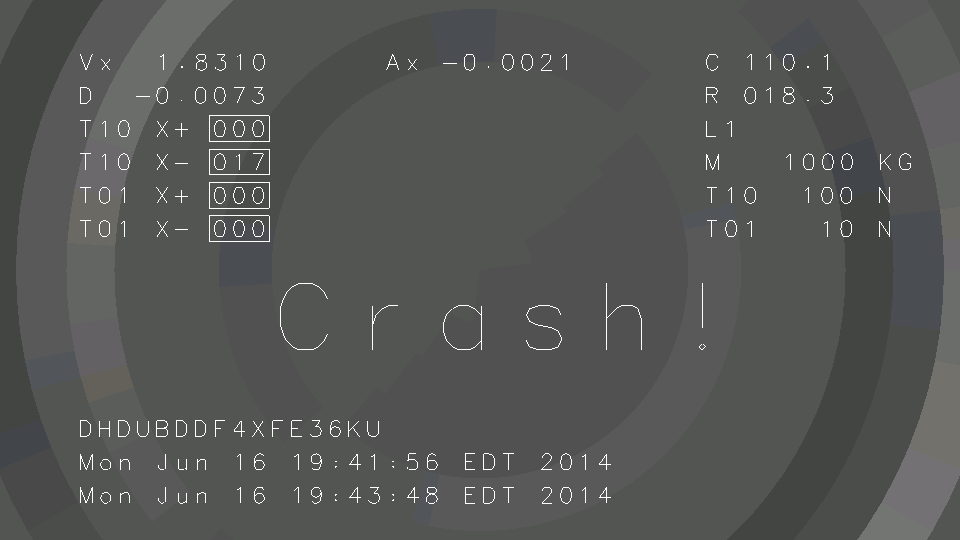 Vx 1.8310 Ax -0.0021 C 110.1
D -0.0073 R 018.3
T10 X+ 000 L1
T10 X- 017 M 1000 KG
T01 X+ 000 T10 100 N
T01 X- 000 T01 10 N
Crash!
DHDUBDDF4XFE36KU
Mon Jun 16 19:41:56 EDT 2014
Mon Jun 16 19:43:48 EDT 2014